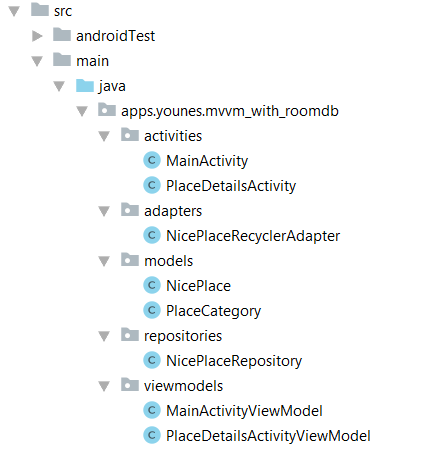 src
androidTest
main
java
apps.younes.mvvm_with_roomdb
activities
C MainActivity
C PlaceDetailsActivity
adapters
C NicePlaceRecyclerAdapter
models
C NicePlace
C PlaceCategory
repositories
C NicePlaceRepository
viewmodels
C MainActivityViewModel
C PlaceDetailsActivityViewModel